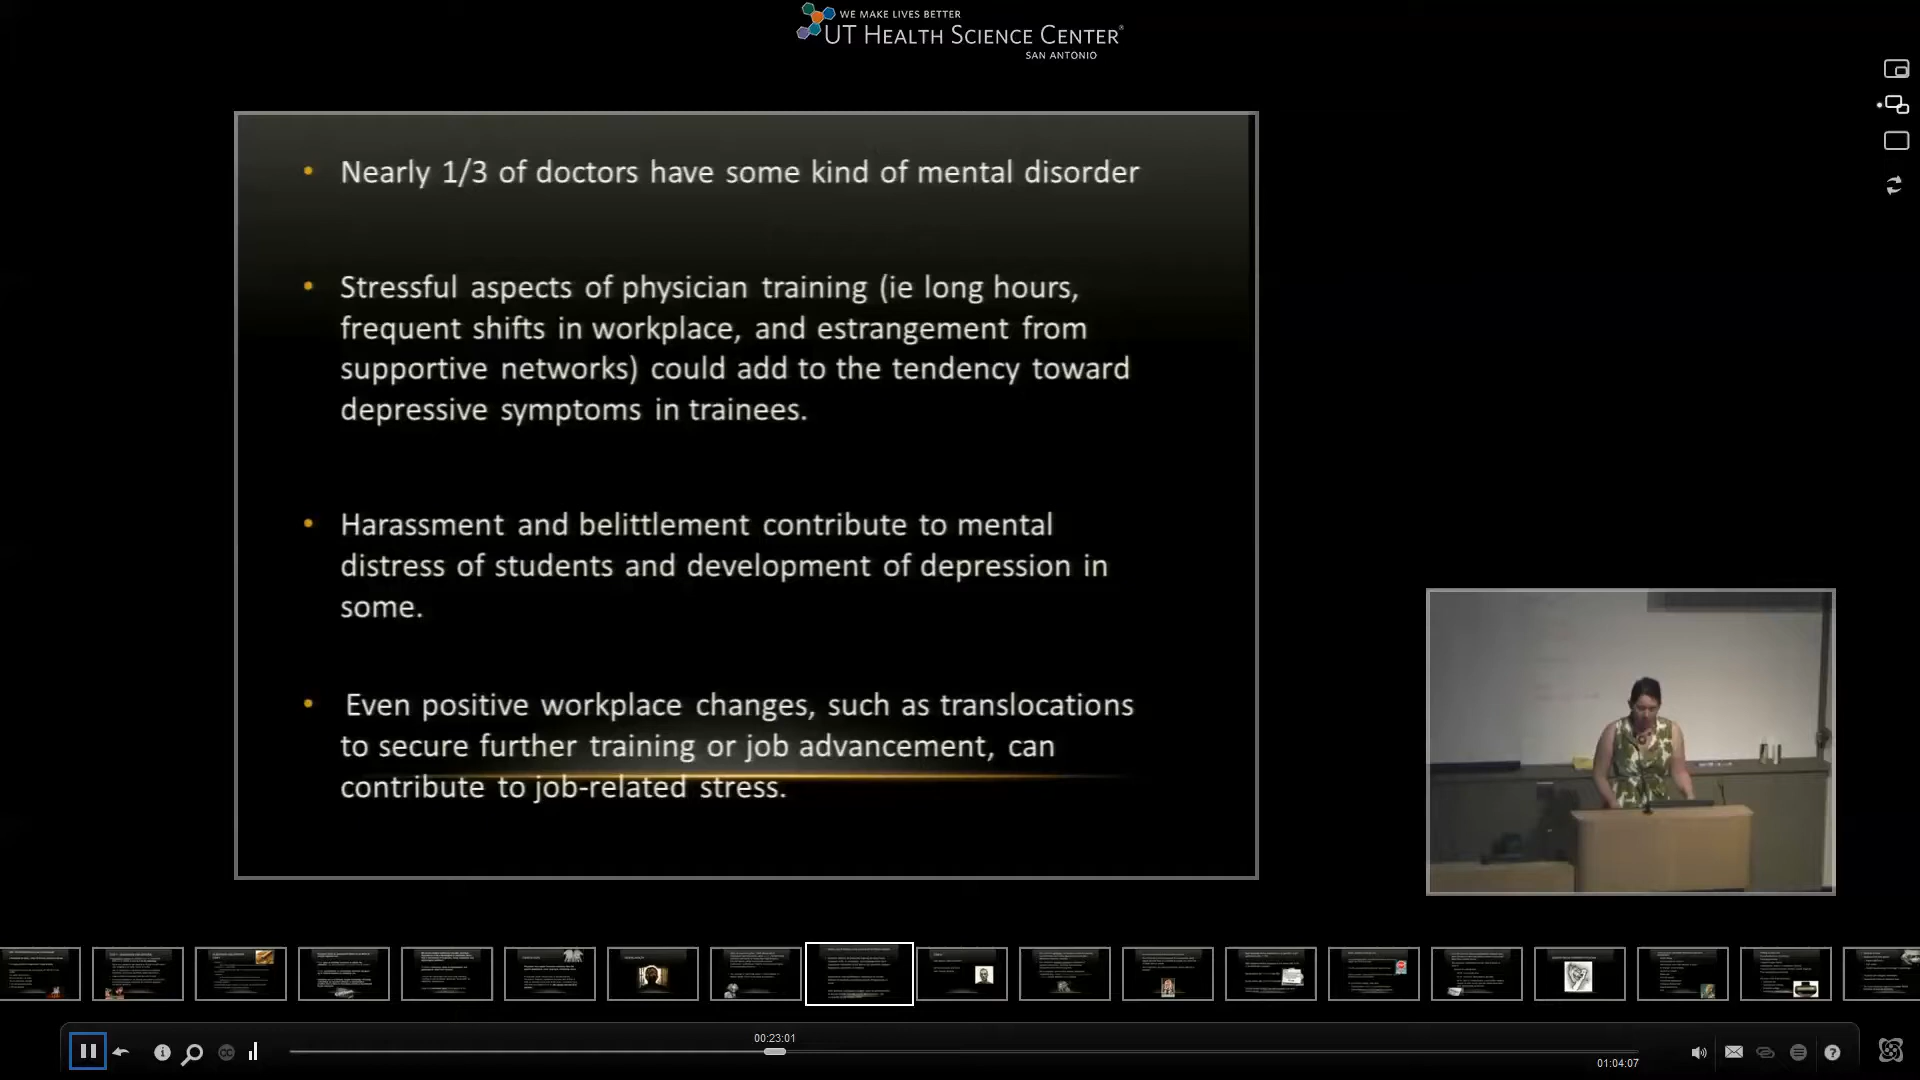 WE MAKE LIVES BETTER
UT HEALTH SCIENCE CENTER®
SAN ANTONIO
• Nearly 1/3 of doctors have some kind of mental disorder
• Stressful aspects of physician training (ie long hours,
frequent shifts in workplace, and estrangement from
supportive networks) could add to the tendency toward
depressive symptoms in trainees.
• Harassment and belittlement contribute to mental
distress of students and development of depression in
some.
• Even positive workplace changes, such as translocations
to secure further training or job advancement, can
contribute to job-related stress.
00:23:01
01:04:07